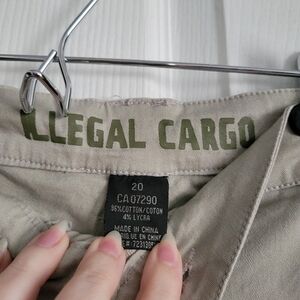 ILLEGAL CARGO
20
CA 07290
96% COTTON/COTON
4% LYCRA
MADE IN CHINA